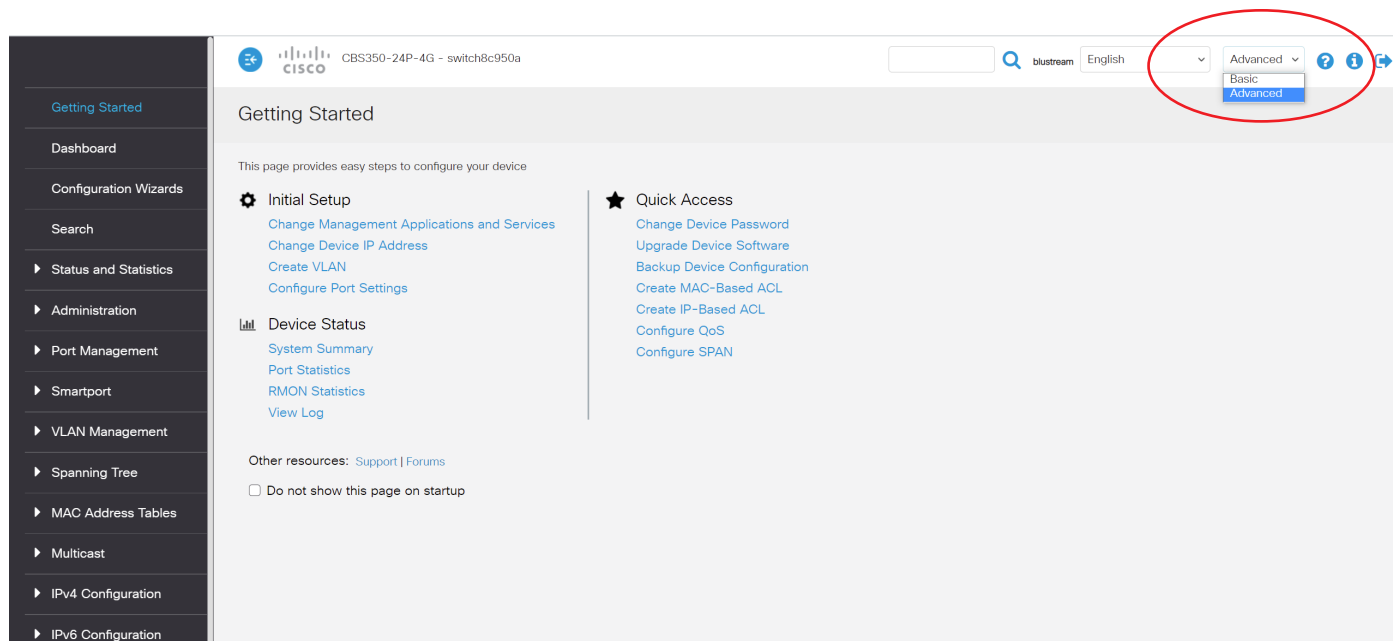 CISCO
CBS350-24P-4G - switch8c950a
blustream
English
Advanced
Basic
Advanced
Getting Started
Dashboard
Configuration Wizards
Search
Status and Statistics
Administration
Port Management
Smartport
VLAN Management
Spanning Tree
MAC Address Tables
Multicast
IPv4 Configuration
IPv6 Configuration
Getting Started
This page provides easy steps to configure your device
Initial Setup
Change Management Applications and Services
Change Device IP Address
Create VLAN
Configure Port Settings
Device Status
System Summary
Port Statistics
RMON Statistics
View Log
Quick Access
Change Device Password
Upgrade Device Software
Backup Device Configuration
Create MAC-Based ACL
Create IP-Based ACL
Configure QoS
Configure SPAN
Other resources: Support | Forums
Do not show this page on startup